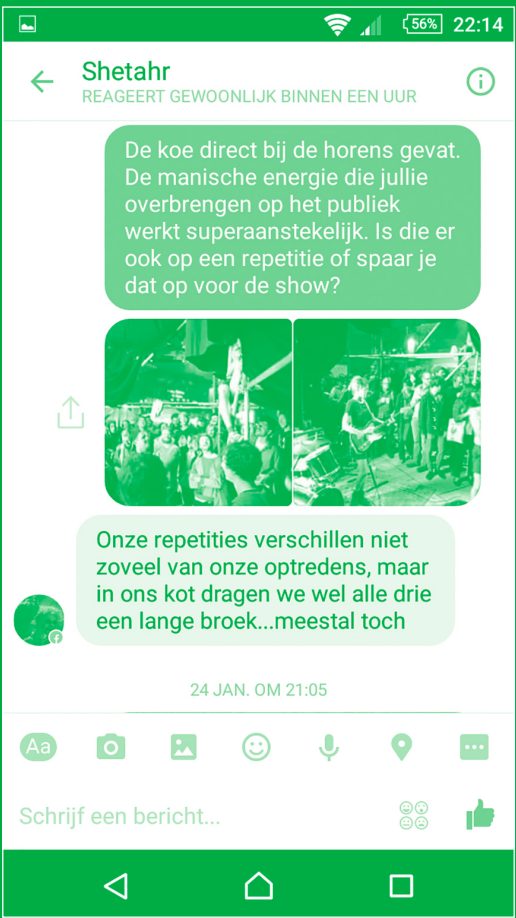 56% 22:14
Shetahr
REAGEERT GEWOONLIJK BINNEN EEN UUR
De koe direct bij de horens gevat.
De manische energie die jullie
overbrengen op het publiek
werkt superaanstekelijk. Is die er
ook op een repetitie of spaar je
dat op voor de show?
Onze repetities verschillen niet
zoveel van onze optredens, maar
in ons kot dragen we wel alle drie
een lange broek...meestal toch
24 JAN. OM 21:05
Aa
Schrijf een bericht...